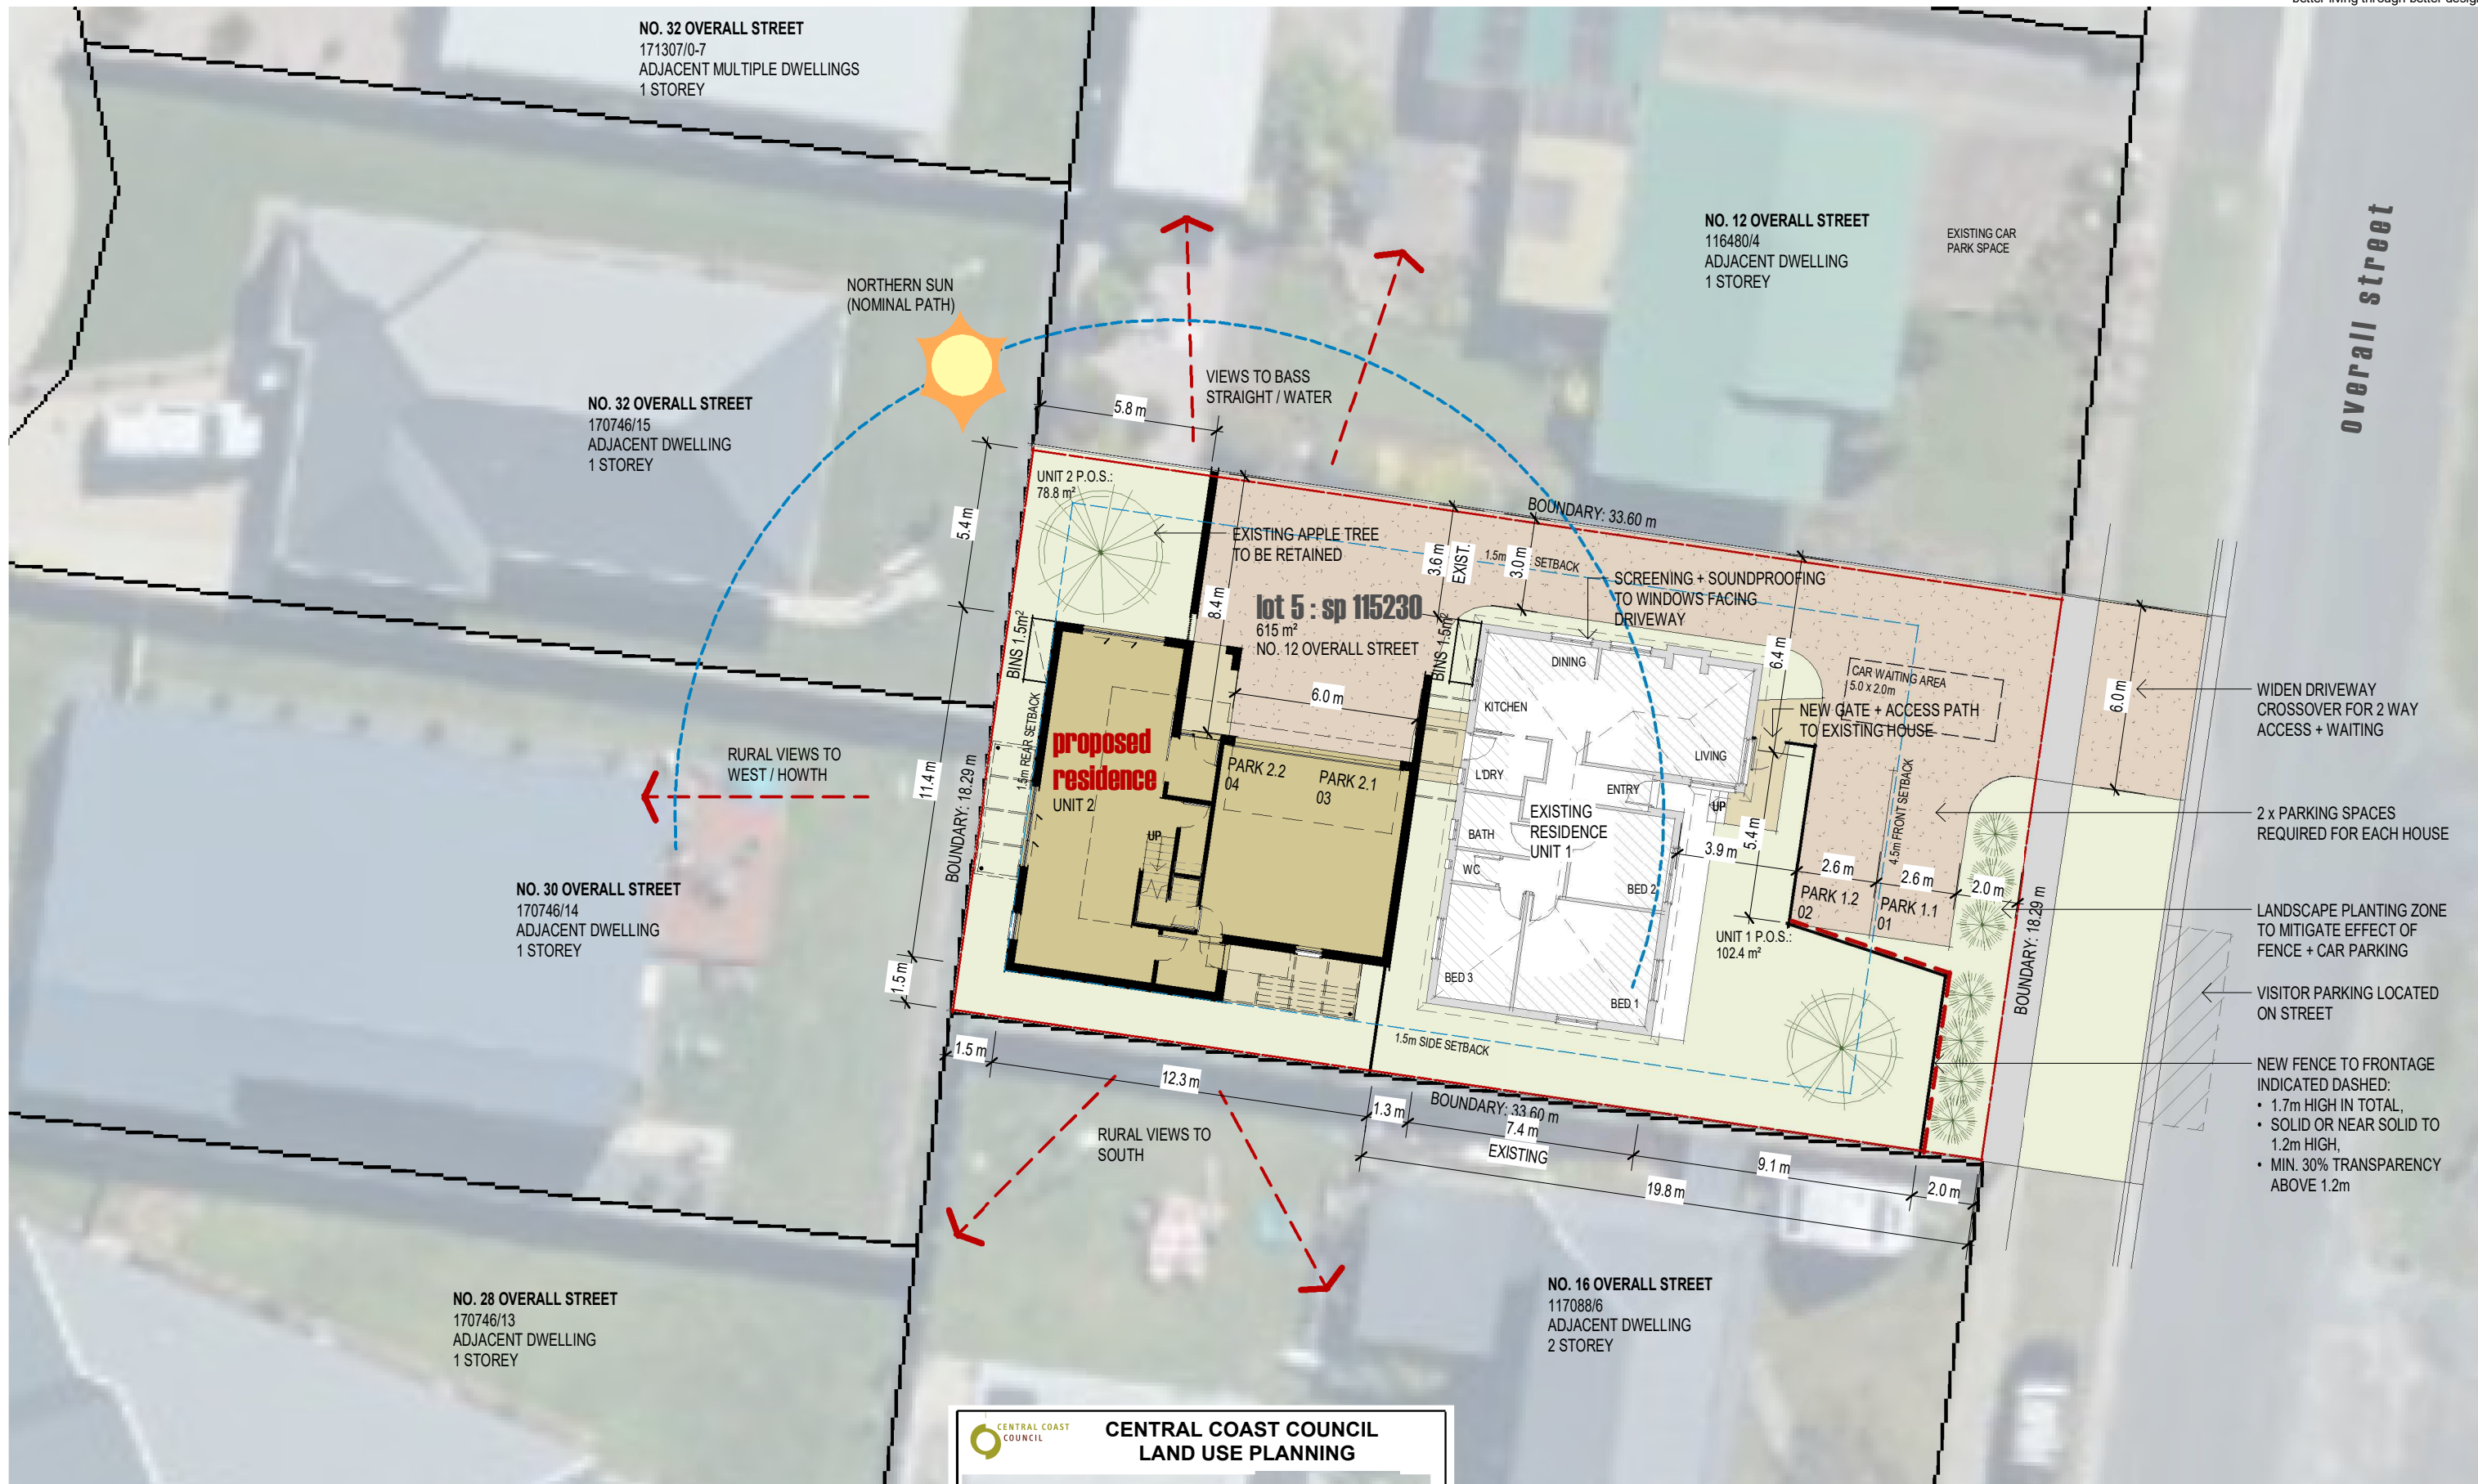 better living through better design
NO. 32 OVERALL STREET
171307/0-7
ADJACENT MULTIPLE DWELLINGS
1 STOREY
NO. 12 OVERALL STREET
116480/4
ADJACENT DWELLING
1 STOREY
EXISTING CAR
PARK SPACE
overall street
NORTHERN SUN
(NOMINAL PATH)
VIEWS TO BASS
STRAIGHT / WATER
NO. 32 OVERALL STREET
170746/15
ADJACENT DWELLING
1 STOREY
5.8 m
5.4 m
UNIT 2 P.O.S.:
78.8 m²
EXISTING APPLE TREE
TO BE RETAINED
BOUNDARY: 33.60 m
3.6 m
EXIST.
3.0 m
1.5m
SETBACK
SCREENING + SOUNDPROOFING
TO WINDOWS FACING
DRIVEWAY
8.4 m
lot 5 : sp 115230
615 m²
NO. 12 OVERALL STREET
BINS 1.5m²
BINS 1.5m²
6.0 m
DINING
KITCHEN
LIVING
L'DRY
ENTRY
UP
BATH
WC
EXISTING
RESIDENCE
UNIT 1
BED 2
BED 3
BED 1
6.4 m
CAR WAITING AREA
5.0 x 2.0m
NEW GATE + ACCESS PATH
TO EXISTING HOUSE
6.0 m
WIDEN DRIVEWAY
CROSSOVER FOR 2 WAY
ACCESS + WAITING
RURAL VIEWS TO
WEST / HOWTH
11.4 m
BOUNDARY: 18.29 m
1.5m REAR SETBACK
proposed
residence
UNIT 2
UP
PARK 2.2
04
PARK 2.1
03
4.5m FRONT SETBACK
2 x PARKING SPACES
REQUIRED FOR EACH HOUSE
5.4 m
3.9 m
2.6 m
2.6 m
2.0 m
PARK 1.2
02
PARK 1.1
01
UNIT 1 P.O.S.:
102.4 m²
BOUNDARY: 18.29 m
LANDSCAPE PLANTING ZONE
TO MITIGATE EFFECT OF
FENCE + CAR PARKING
VISITOR PARKING LOCATED
ON STREET
NO. 30 OVERALL STREET
170746/14
ADJACENT DWELLING
1 STOREY
1.5 m
1.5 m
12.3 m
1.5m SIDE SETBACK
1.3 m
BOUNDARY: 33.60 m
7.4 m
EXISTING
9.1 m
19.8 m
2.0 m
NEW FENCE TO FRONTAGE
INDICATED DASHED:
• 1.7m HIGH IN TOTAL,
• SOLID OR NEAR SOLID TO
1.2m HIGH,
• MIN. 30% TRANSPARENCY
ABOVE 1.2m
RURAL VIEWS TO
SOUTH
NO. 28 OVERALL STREET
170746/13
ADJACENT DWELLING
1 STOREY
NO. 16 OVERALL STREET
117088/6
ADJACENT DWELLING
2 STOREY
CENTRAL COAST
COUNCIL
CENTRAL COAST COUNCIL
LAND USE PLANNING